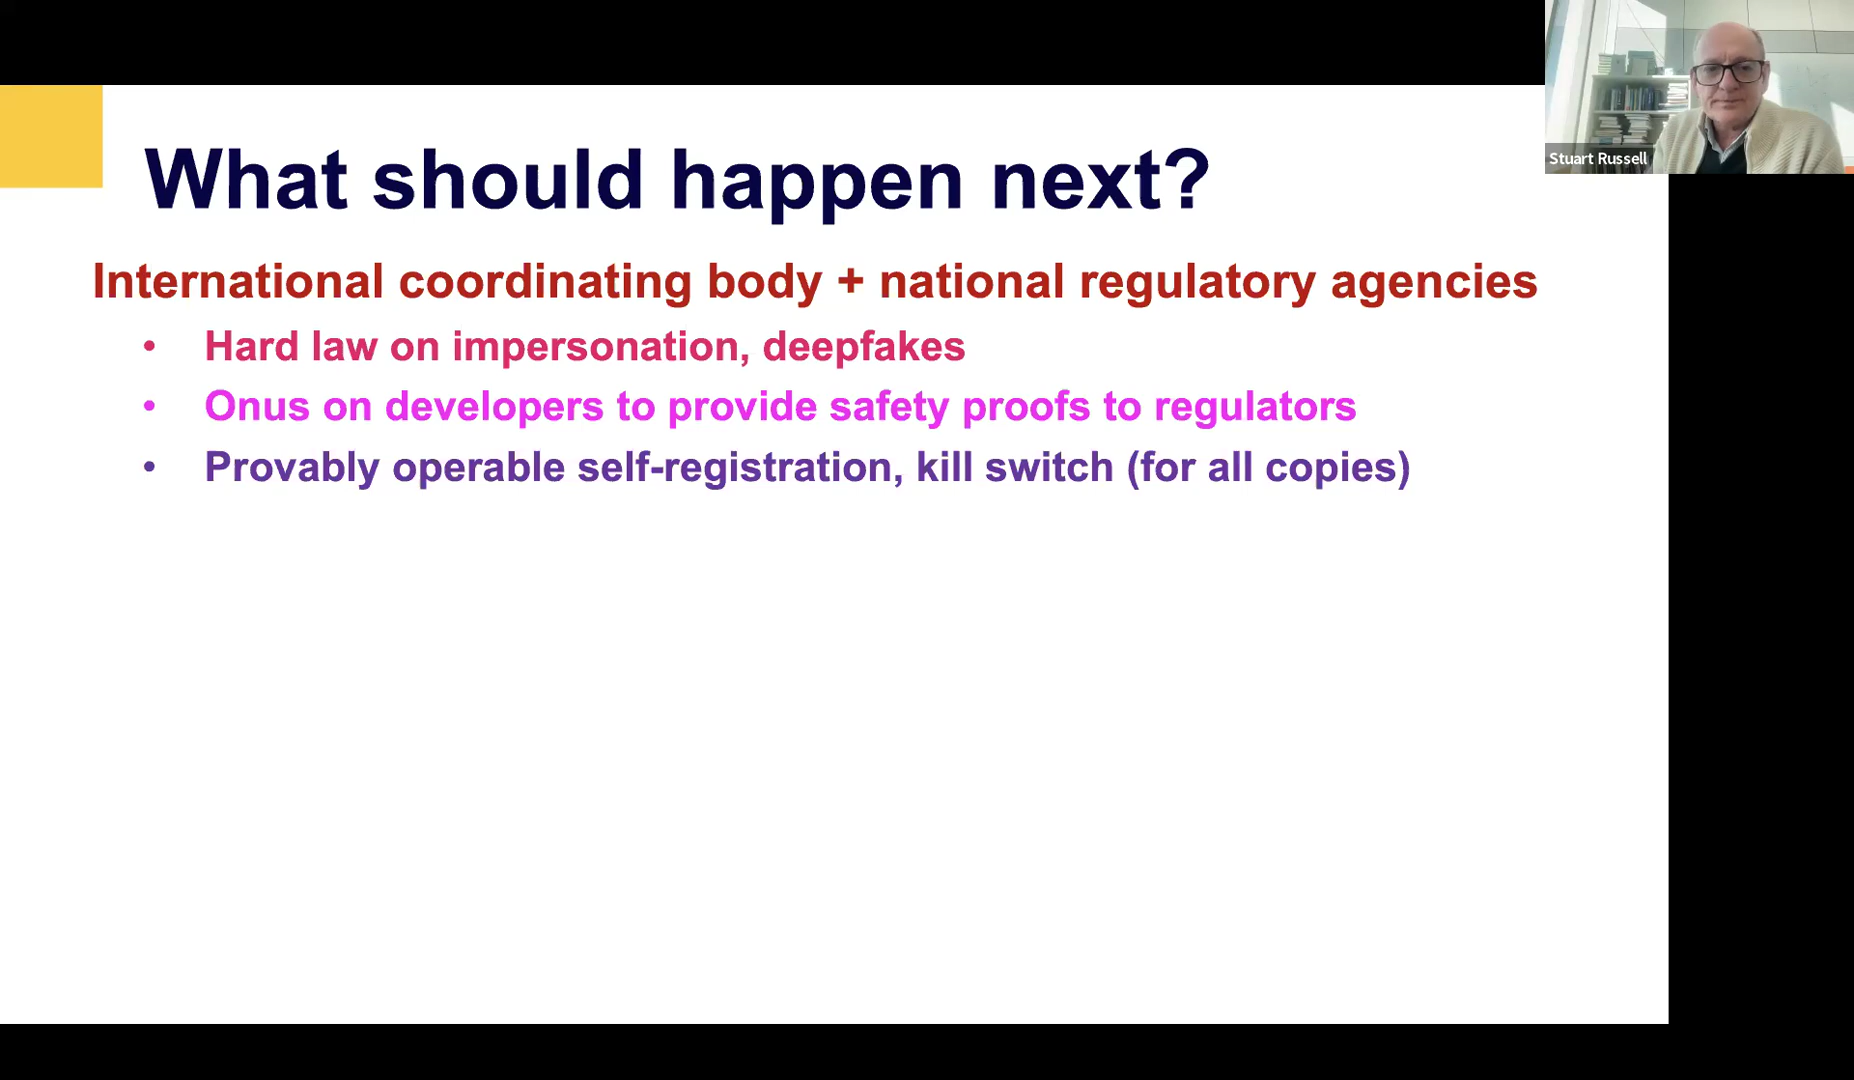 Stuart Russell
What should happen next?
International coordinating body + national regulatory agencies
• Hard law on impersonation, deepfakes
• Onus on developers to provide safety proofs to regulators
• Provably operable self-registration, kill switch (for all copies)